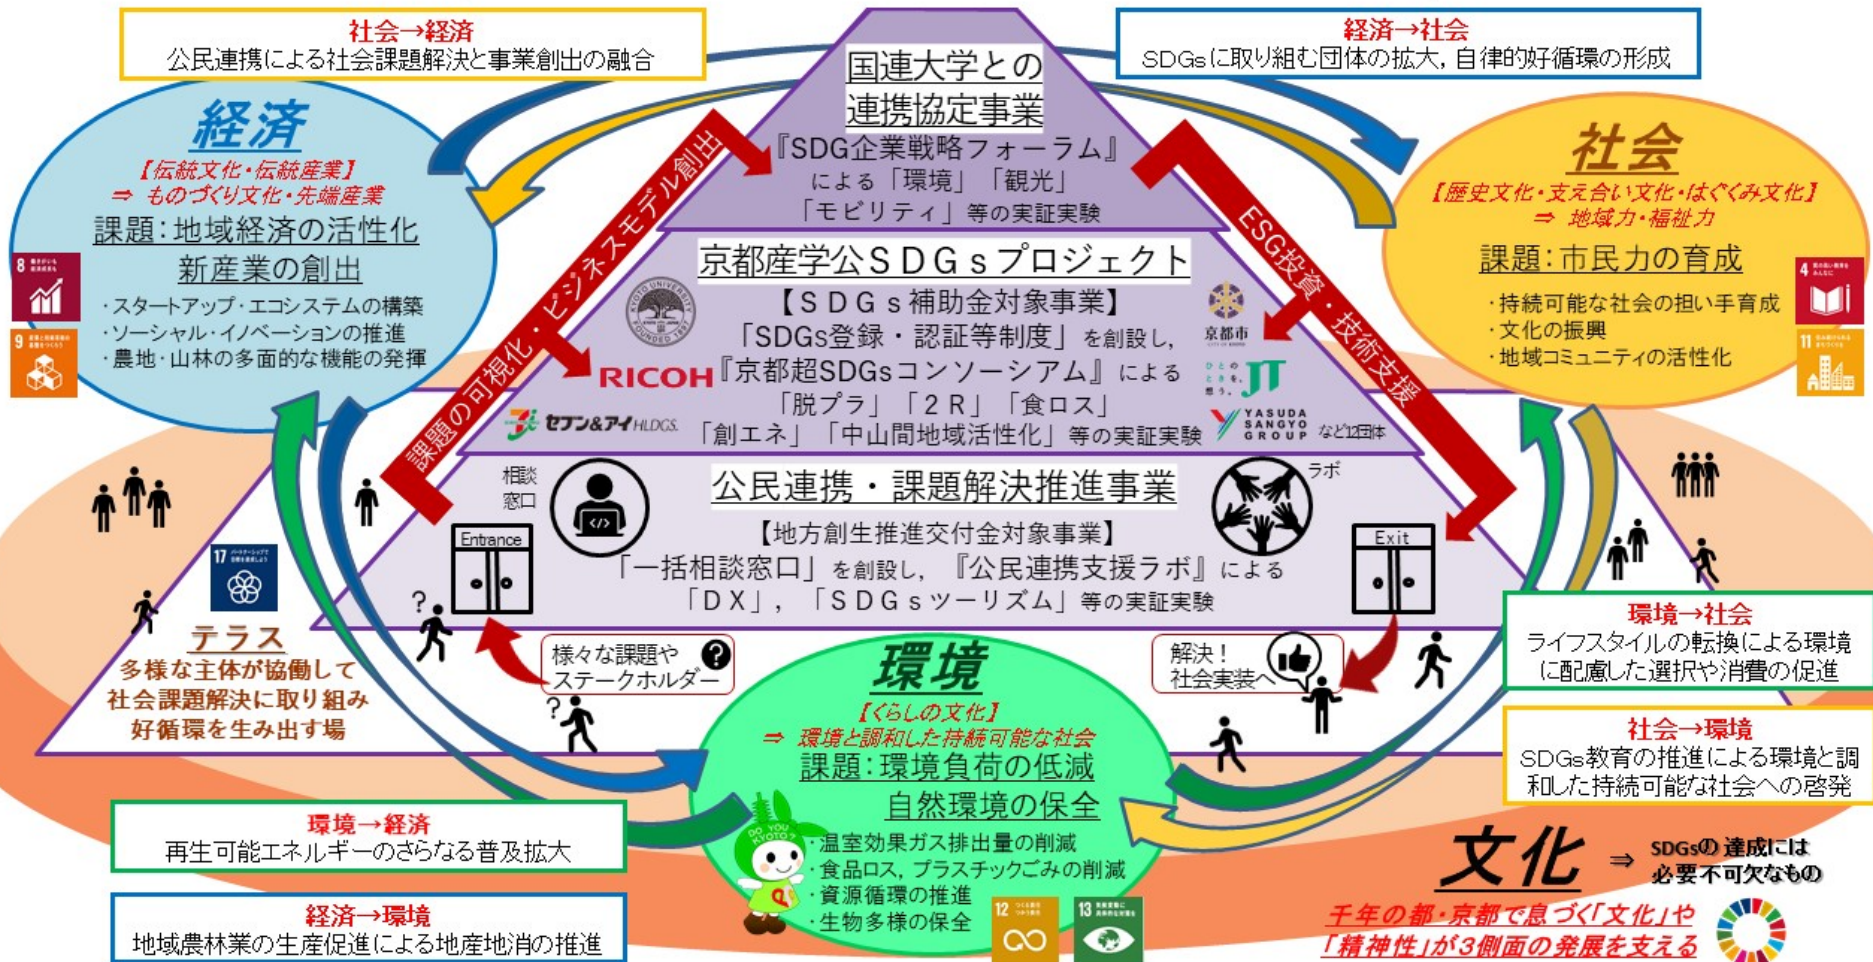 社会→経済
公民連携による社会課題解決と事業創出の融合
経済→社会
SDGsに取り組む団体の拡大，自律的好循環の形成
国連大学との
連携協定事業
『SDG企業戦略フォーラム』
による「環境」「観光」
「モビリティ」等の実証実験
経済
【伝統文化・伝統産業】
⇒ ものづくり文化・先端産業
課題：地域経済の活性化
新産業の創出
・スタートアップ・エコシステムの構築
・ソーシャル・イノベーションの推進
・農地・山林の多面的な機能の発揮
8
9
社会
【歴史文化・支え合い文化・はぐくみ文化】
⇒ 地域力・福祉力
課題：市民力の育成
・持続可能な社会の担い手育成
・文化の振興
・地域コミュニティの活性化
4
11
課題の可視化・ビジネスモデル創出
ESG投資・技術支援
京都産学公ＳＤＧｓプロジェクト
【ＳＤＧｓ補助金対象事業】
「SDGs登録・認証等制度」を創設し，
『京都超SDGsコンソーシアム』による
「脱プラ」「２Ｒ」「食ロス」
「創エネ」「中山間地域活性化」等の実証実験
KYOTO UNIVERSITY
FOUNDED 1897
RICOH
セブン&アイ HLDGS.
京都市
CITY OF KYOTO
ひとの
ときを、
想う。
JT
YASUDA
SANGYO
GROUP
など12団体
相談
窓口
ラボ
公民連携・課題解決推進事業
【地方創生推進交付金対象事業】
「一括相談窓口」を創設し，『公民連携支援ラボ』による
「ＤＸ」，「ＳＤＧｓツーリズム」等の実証実験
Entrance
Exit
17
テラス
多様な主体が協働して
社会課題解決に取り組み
好循環を生み出す場
?
?
様々な課題や
ステークホルダー
?
解決！
社会実装へ
環境
【くらしの文化】
⇒ 環境と調和した持続可能な社会
課題：環境負荷の低減
自然環境の保全
・温室効果ガス排出量の削減
・食品ロス，プラスチックごみの削減
・資源循環の推進
・生物多様の保全
DO YOU KYOTO?
12
13
環境→社会
ライフスタイルの転換による環境
に配慮した選択や消費の促進
社会→環境
SDGs教育の推進による環境と調
和した持続可能な社会への啓発
環境→経済
再生可能エネルギーのさらなる普及拡大
経済→環境
地域農林業の生産促進による地産地消の推進
文化 ⇒ SDGsの達成には
必要不可欠なもの
千年の都・京都で息づく「文化」や
「精神性」が３側面の発展を支える